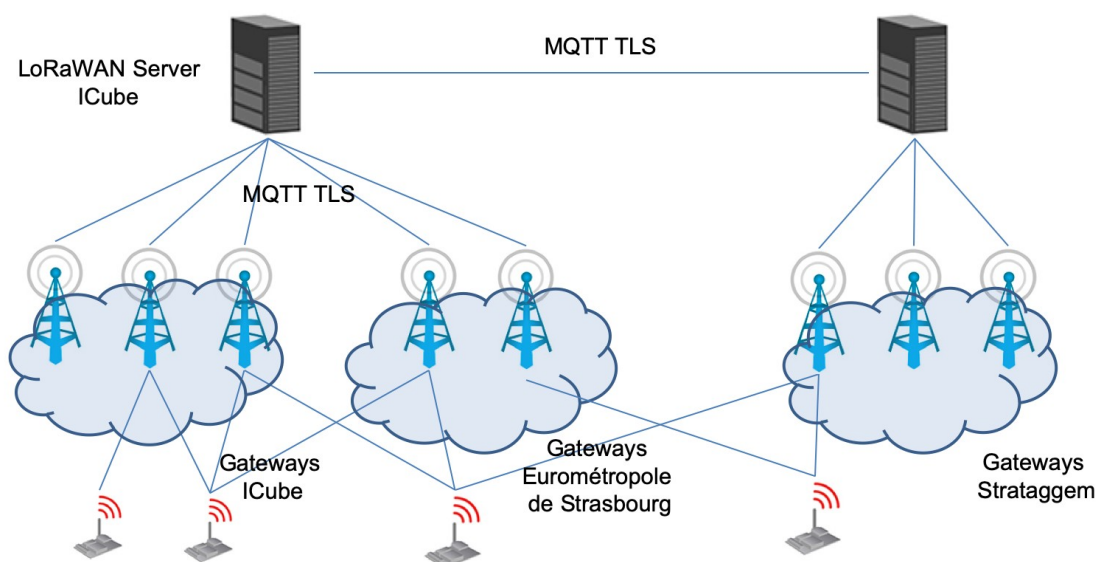 MQTT TLS
LoRaWAN Server
ICube
MQTT TLS
Gateways
ICube
Gateways
Eurométropole
de Strasbourg
Gateways
Strataggem